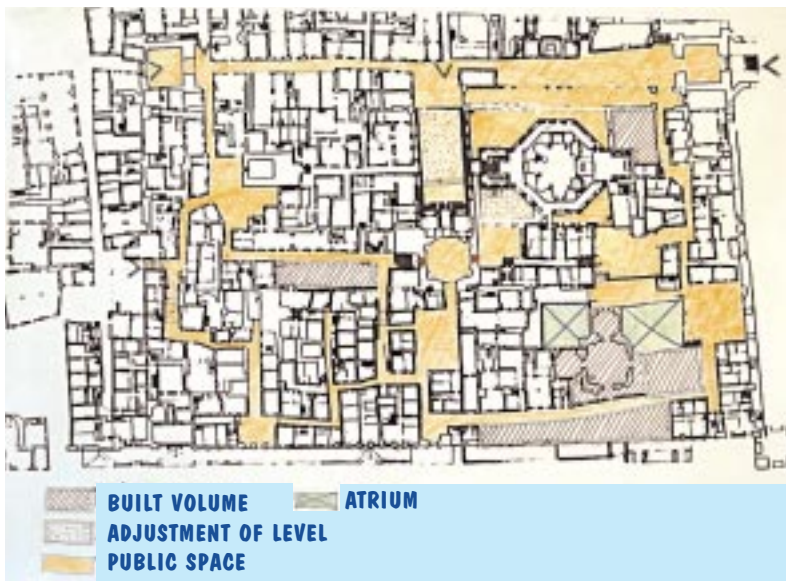 BUILT VOLUME
ATRIUM
ADJUSTMENT OF LEVEL
PUBLIC SPACE